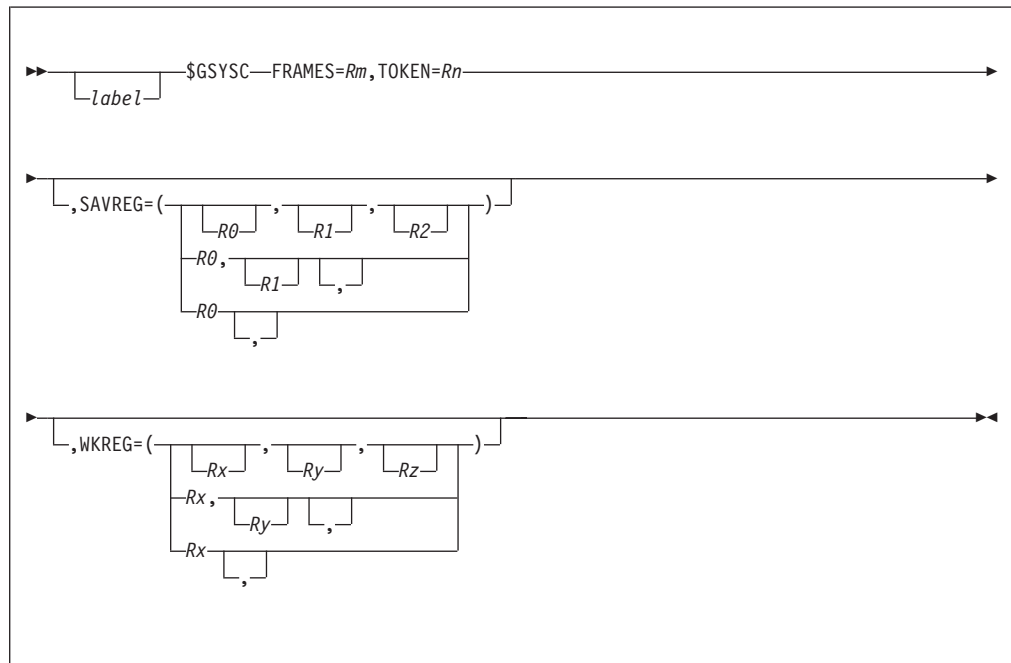 $GSYSC FRAMES=Rm,TOKEN=Rn
label
,SAVREG=( , , )
R0 R1 R2
R0, ,
R1
R0 ,
,WKREG=( , , )
Rx Ry Rz
Rx, ,
Ry
Rx ,